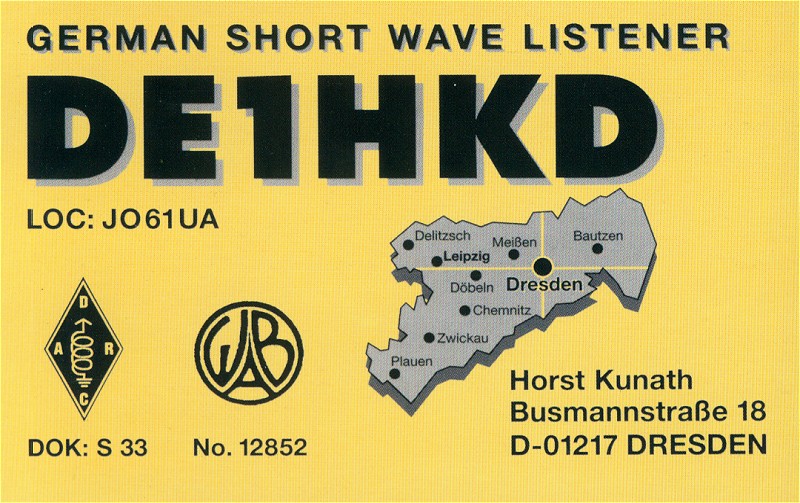 GERMAN SHORT WAVE LISTENER
DE1HKD
LOC: JO61UA
Delitzsch
Leipzig
Meißen
Bautzen
Döbeln
Dresden
Chemnitz
Zwickau
Plauen
D
A R
C
WAB
DOK: S 33
No. 12852
Horst Kunath
Busmannstraße 18
D-01217 DRESDEN